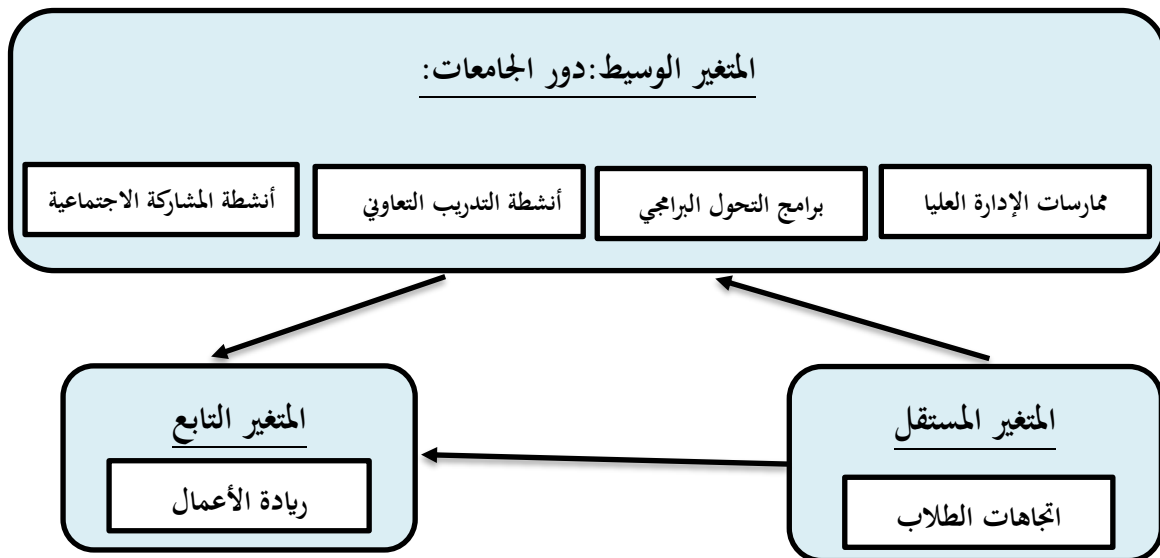 المتغير الوسيط:دور الجامعات:
ممارسات الإدارة العليا
برامج التحول البرامجي
أنشطة التدريب التعاوني
أنشطة المشاركة الاجتماعية
المتغير المستقل
اتجاهات الطلاب
المتغير التابع
ريادة الأعمال